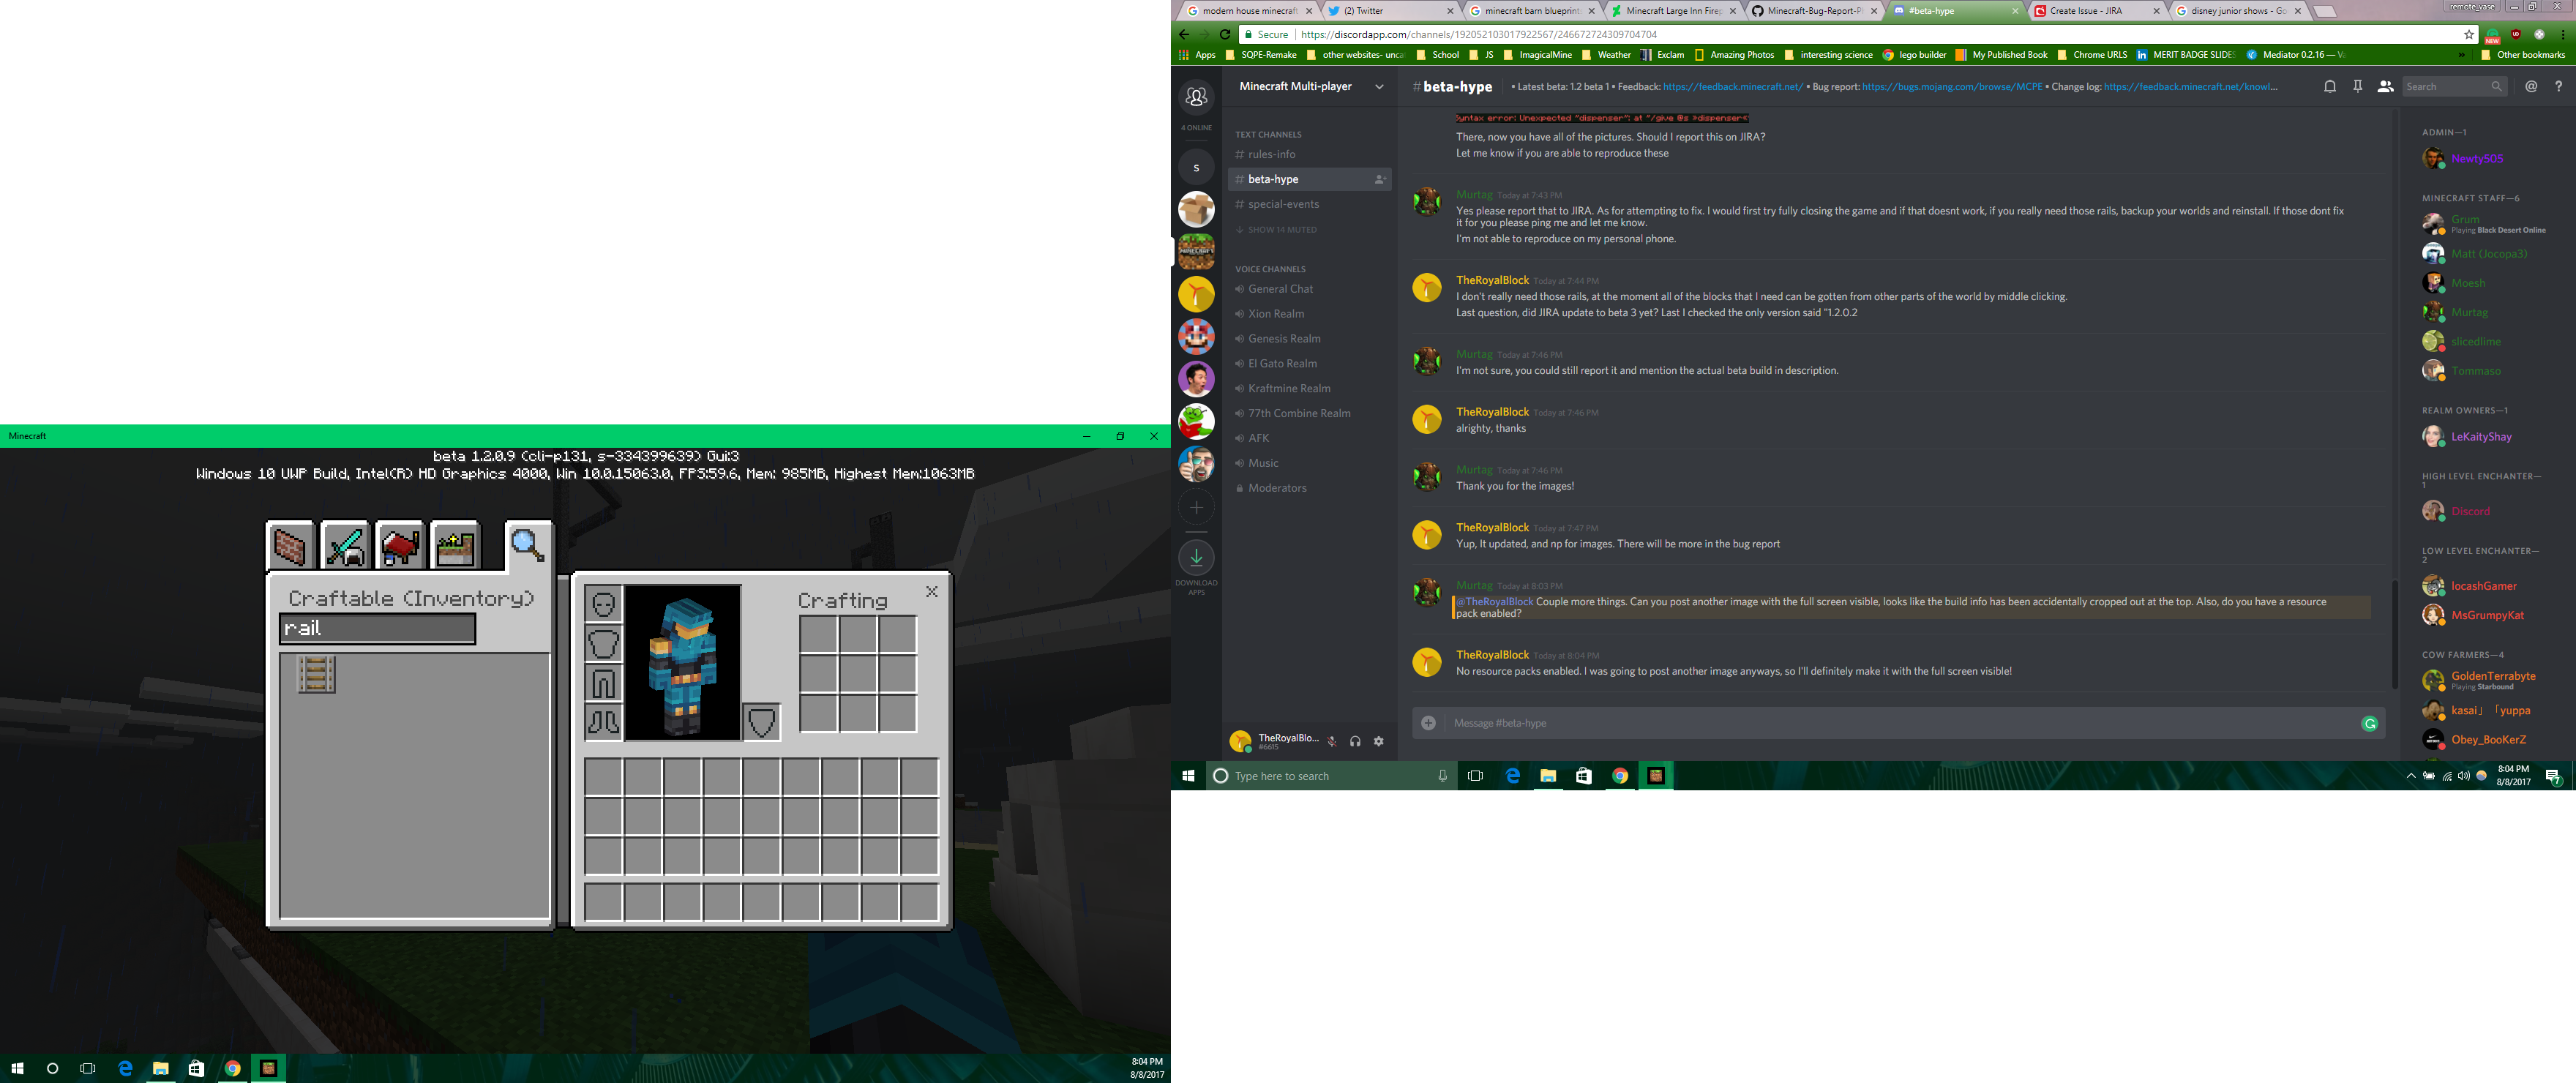 Minecraft
beta 1.2.0.9 (cli-p131, s-334399639) Gui:3
Windows 10 UWP Build, Intel(R) HD Graphics 4000, Win 10.0.15063.0, FPS:59.6, Mem: 985MB, Highest Mem:1063MB
Craftable (Inventory)
rail
Crafting
8:04 PM
8/8/2017
modern house minecraft
(2) Twitter
minecraft barn blueprint
Minecraft Large Inn Firep
Minecraft-Bug-Report-P
#beta-hype
Create Issue - JIRA
disney junior shows - Go
remote_vase
Secure
https://discordapp.com/channels/192052103017922567/246672724309704704
NEW
Apps
SQPE-Remake
other websites- unca
School
JS
ImagicalMine
Weather
Exclam
Amazing Photos
interesting science
lego builder
My Published Book
Chrome URLS
MERIT BADGE SLIDE
Mediator 0.2.16 —
Other bookmarks
4 ONLINE
S
DOWNLOAD
APPS
Minecraft Multi-player
TEXT CHANNELS
# rules-info
# beta-hype
# special-events
SHOW 14 MUTED
VOICE CHANNELS
General Chat
Xion Realm
Genesis Realm
El Gato Realm
Kraftmine Realm
77th Combine Realm
AFK
Music
Moderators
TheRoyalBlo...
#6615
#beta-hype
• Latest beta: 1.2 beta 1 • Feedback: https://feedback.minecraft.net/ • Bug report: https://bugs.mojang.com/browse/MCPE • Change log: https://feedback.minecraft.net/knowl...
Search
Syntax error: Unexpected "dispenser": at "/give @s >dispenser<"
There, now you have all of the pictures. Should I report this on JIRA?
Let me know if you are able to reproduce these
Murtag Today at 7:43 PM
Yes please report that to JIRA. As for attempting to fix. I would first try fully closing the game and if that doesnt work, if you really need those rails, backup your worlds and reinstall. If those dont fix
it for you please ping me and let me know.
I'm not able to reproduce on my personal phone.
TheRoyalBlock Today at 7:44 PM
I don't really need those rails, at the moment all of the blocks that I need can be gotten from other parts of the world by middle clicking.
Last question, did JIRA update to beta 3 yet? Last I checked the only version said "1.2.0.2
Murtag Today at 7:46 PM
I'm not sure, you could still report it and mention the actual beta build in description.
TheRoyalBlock Today at 7:46 PM
alrighty, thanks
Murtag Today at 7:46 PM
Thank you for the images!
TheRoyalBlock Today at 7:47 PM
Yup, It updated, and np for images. There will be more in the bug report
Murtag Today at 8:03 PM
@TheRoyalBlock Couple more things. Can you post another image with the full screen visible, looks like the build info has been accidentally cropped out at the top. Also, do you have a resource
pack enabled?
TheRoyalBlock Today at 8:04 PM
No resource packs enabled. I was going to post another image anyways, so I'll definitely make it with the full screen visible!
Message #beta-hype
ADMIN—1
Newty505
MINECRAFT STAFF—6
Grum
Playing Black Desert Online
Matt (Jocopa3)
Moesh
Murtag
slicedlime
Tommaso
REALM OWNERS—1
LeKaityShay
HIGH LEVEL ENCHANTER—
1
Discord
LOW LEVEL ENCHANTER—
2
locashGamer
MsGrumpyKat
COW FARMERS—4
GoldenTerrabyte
Playing Starbound
kasai」「yuppa
Obey_BooKerZ
Type here to search
8:04 PM
8/8/2017
7